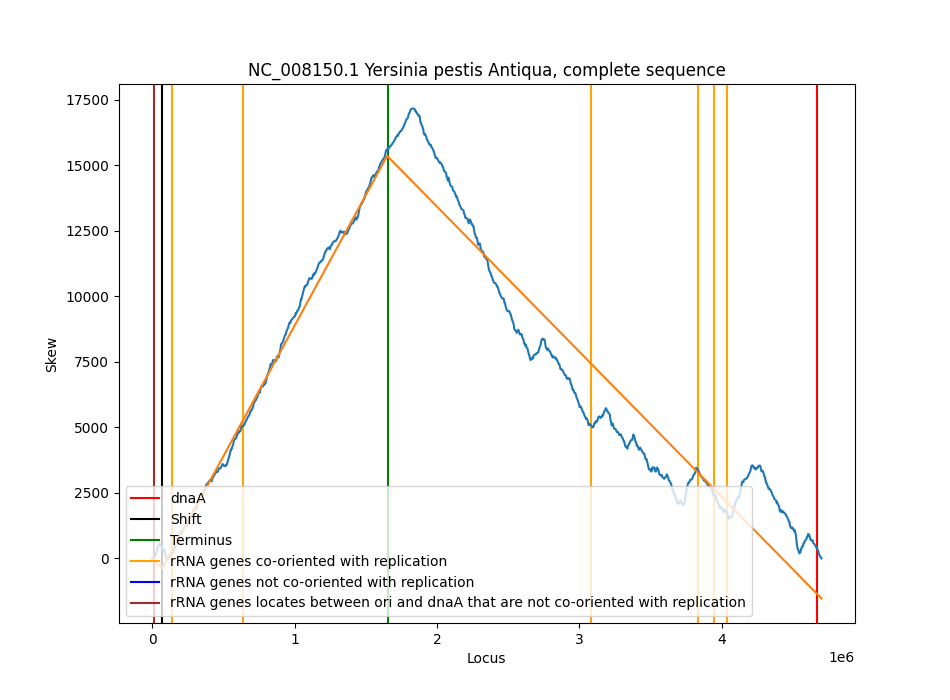 NC_008150.1 Yersinia pestis Antiqua, complete sequence
17500
15000
12500
10000
7500
5000
2500
0
Skew
dnaA
Shift
Terminus
rRNA genes co-oriented with replication
rRNA genes not co-oriented with replication
rRNA genes locates between ori and dnaA that are not co-oriented with replication
0 1 2 3 4
1e6
Locus